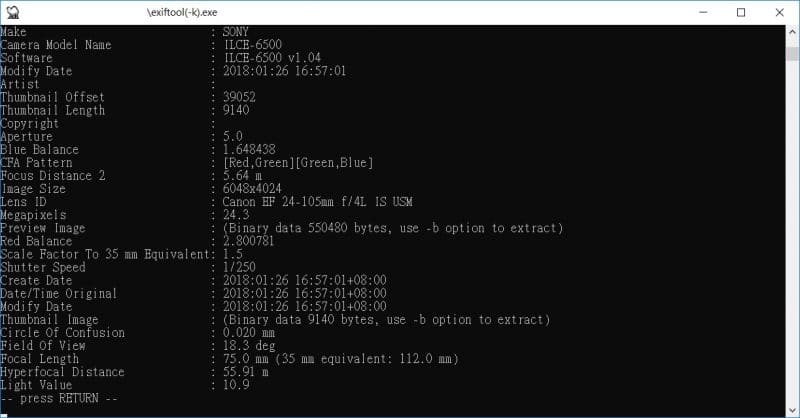 \exiftool(-k).exe
Make : SONY
Camera Model Name : ILCE-6500
Software : ILCE-6500 v1.04
Modify Date : 2018:01:26 16:57:01
Artist :
Thumbnail Offset : 39052
Thumbnail Length : 9140
Copyright :
Aperture : 5.0
Blue Balance : 1.648438
CFA Pattern : [Red,Green][Green,Blue]
Focus Distance 2 : 5.64 m
Image Size : 6048x4024
Lens ID : Canon EF 24-105mm f/4L IS USM
Megapixels : 24.3
Preview Image : (Binary data 550480 bytes, use -b option to extract)
Red Balance : 2.800781
Scale Factor To 35 mm Equivalent: 1.5
Shutter Speed : 1/250
Create Date : 2018:01:26 16:57:01+08:00
Date/Time Original : 2018:01:26 16:57:01+08:00
Modify Date : 2018:01:26 16:57:01+08:00
Thumbnail Image : (Binary data 9140 bytes, use -b option to extract)
Circle Of Confusion : 0.020 mm
Field Of View : 18.3 deg
Focal Length : 75.0 mm (35 mm equivalent: 112.0 mm)
Hyperfocal Distance : 55.91 m
Light Value : 10.9
-- press RETURN --